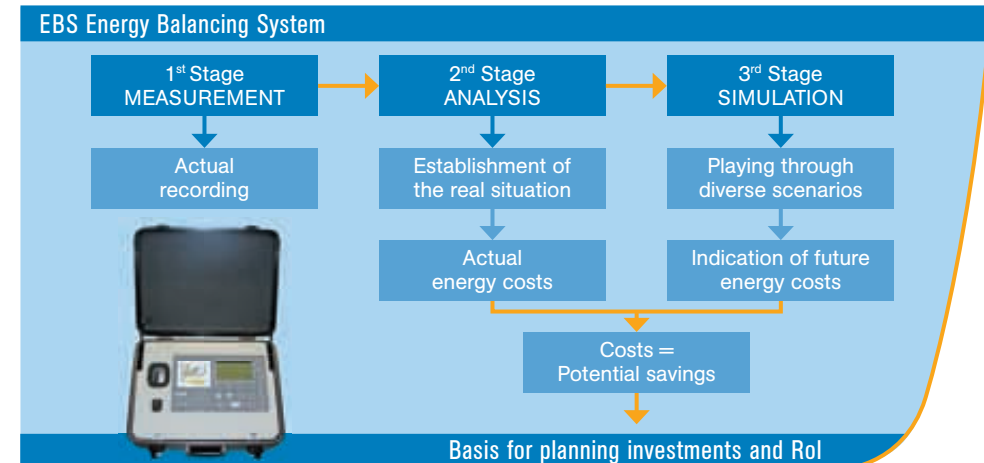 EBS Energy Balancing System
1st Stage
MEASUREMENT
2nd Stage
ANALYSIS
3rd Stage
SIMULATION
Actual
recording
Establishment of
the real situation
Playing through
diverse scenarios
Actual
energy costs
Indication of future
energy costs
Costs =
Potential savings
Basis for planning investments and RoI